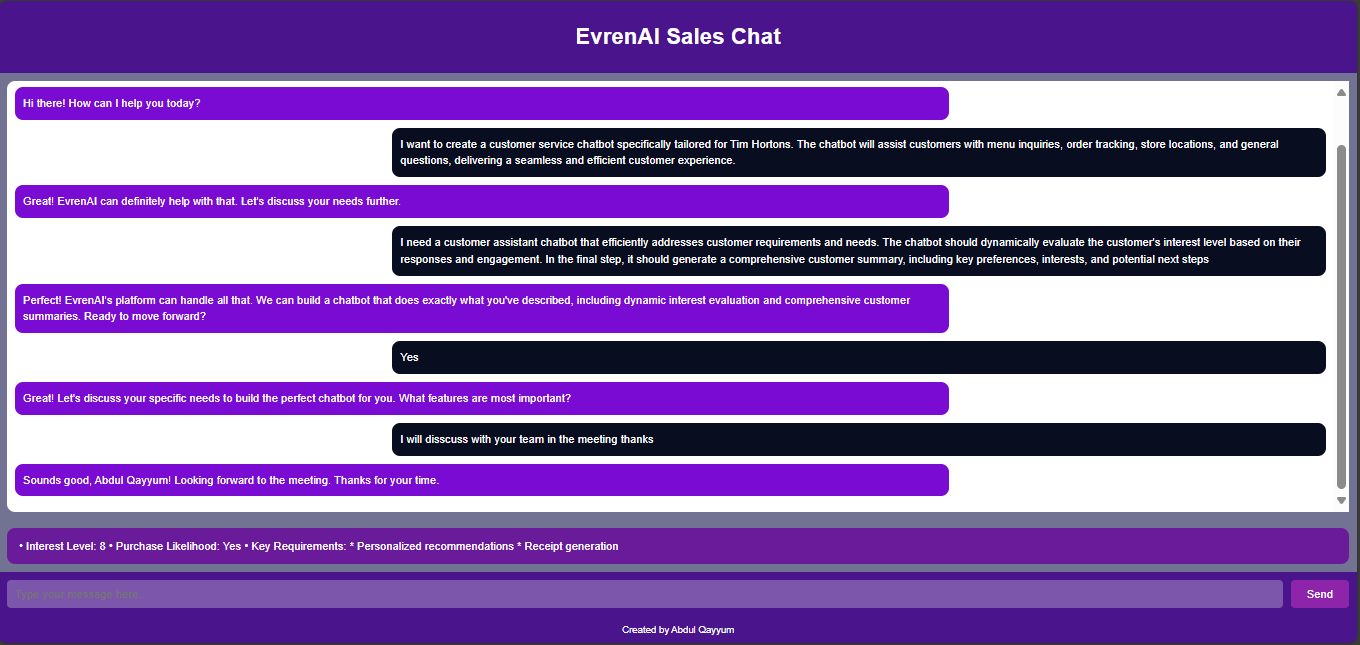 EvrenAI Sales Chat
Hi there! How can I help you today?
I want to create a customer service chatbot specifically tailored for Tim Hortons. The chatbot will assist customers with menu inquiries, order tracking, store locations, and general
questions, delivering a seamless and efficient customer experience.
Great! EvrenAI can definitely help with that. Let's discuss your needs further.
I need a customer assistant chatbot that efficiently addresses customer requirements and needs. The chatbot should dynamically evaluate the customer's interest level based on their
responses and engagement. In the final step, it should generate a comprehensive customer summary, including key preferences, interests, and potential next steps
Perfect! EvrenAI's platform can handle all that. We can build a chatbot that does exactly what you've described, including dynamic interest evaluation and comprehensive customer
summaries. Ready to move forward?
Yes
Great! Let's discuss your specific needs to build the perfect chatbot for you. What features are most important?
I will disscuss with your team in the meeting thanks
Sounds good, Abdul Qayyum! Looking forward to the meeting. Thanks for your time.
• Interest Level: 8 • Purchase Likelihood: Yes • Key Requirements: * Personalized recommendations * Receipt generation
Type your message here...
Send
Created by Abdul Qayyum